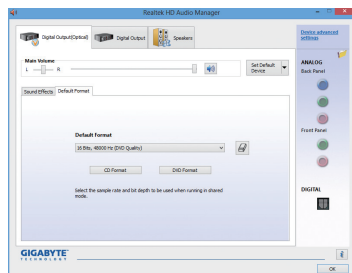 Realtek HD Audio Manager
Digital Output(Optical)
Digital Output
Speakers
Device advanced
settings
Main Volume
L
R
Set Default
Device
ANALOG
Back Panel
Sound Effects
Default Format
Default Format
16 Bits, 48000 Hz (DVD Quality)
CD Format
DVD Format
Select the sample rate and bit depth to be used when running in shared
mode.
Front Panel
DIGITAL
GIGABYTE
TECHNOLOGY
OK